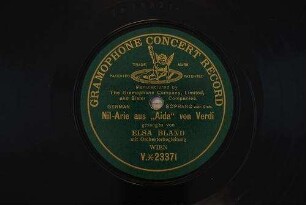 GRAMOPHONE CONCERT RECORD
TRADE MARK
Manufactured by
The Gramophone Company, Limited,
and Sister Companies.
GERMAN SOPRANO
Nil-Arie aus „Aida" von Verdi
gesungen von
ELSA BLAND
mit Orchesterbegleitung
WIEN
V.* 23371